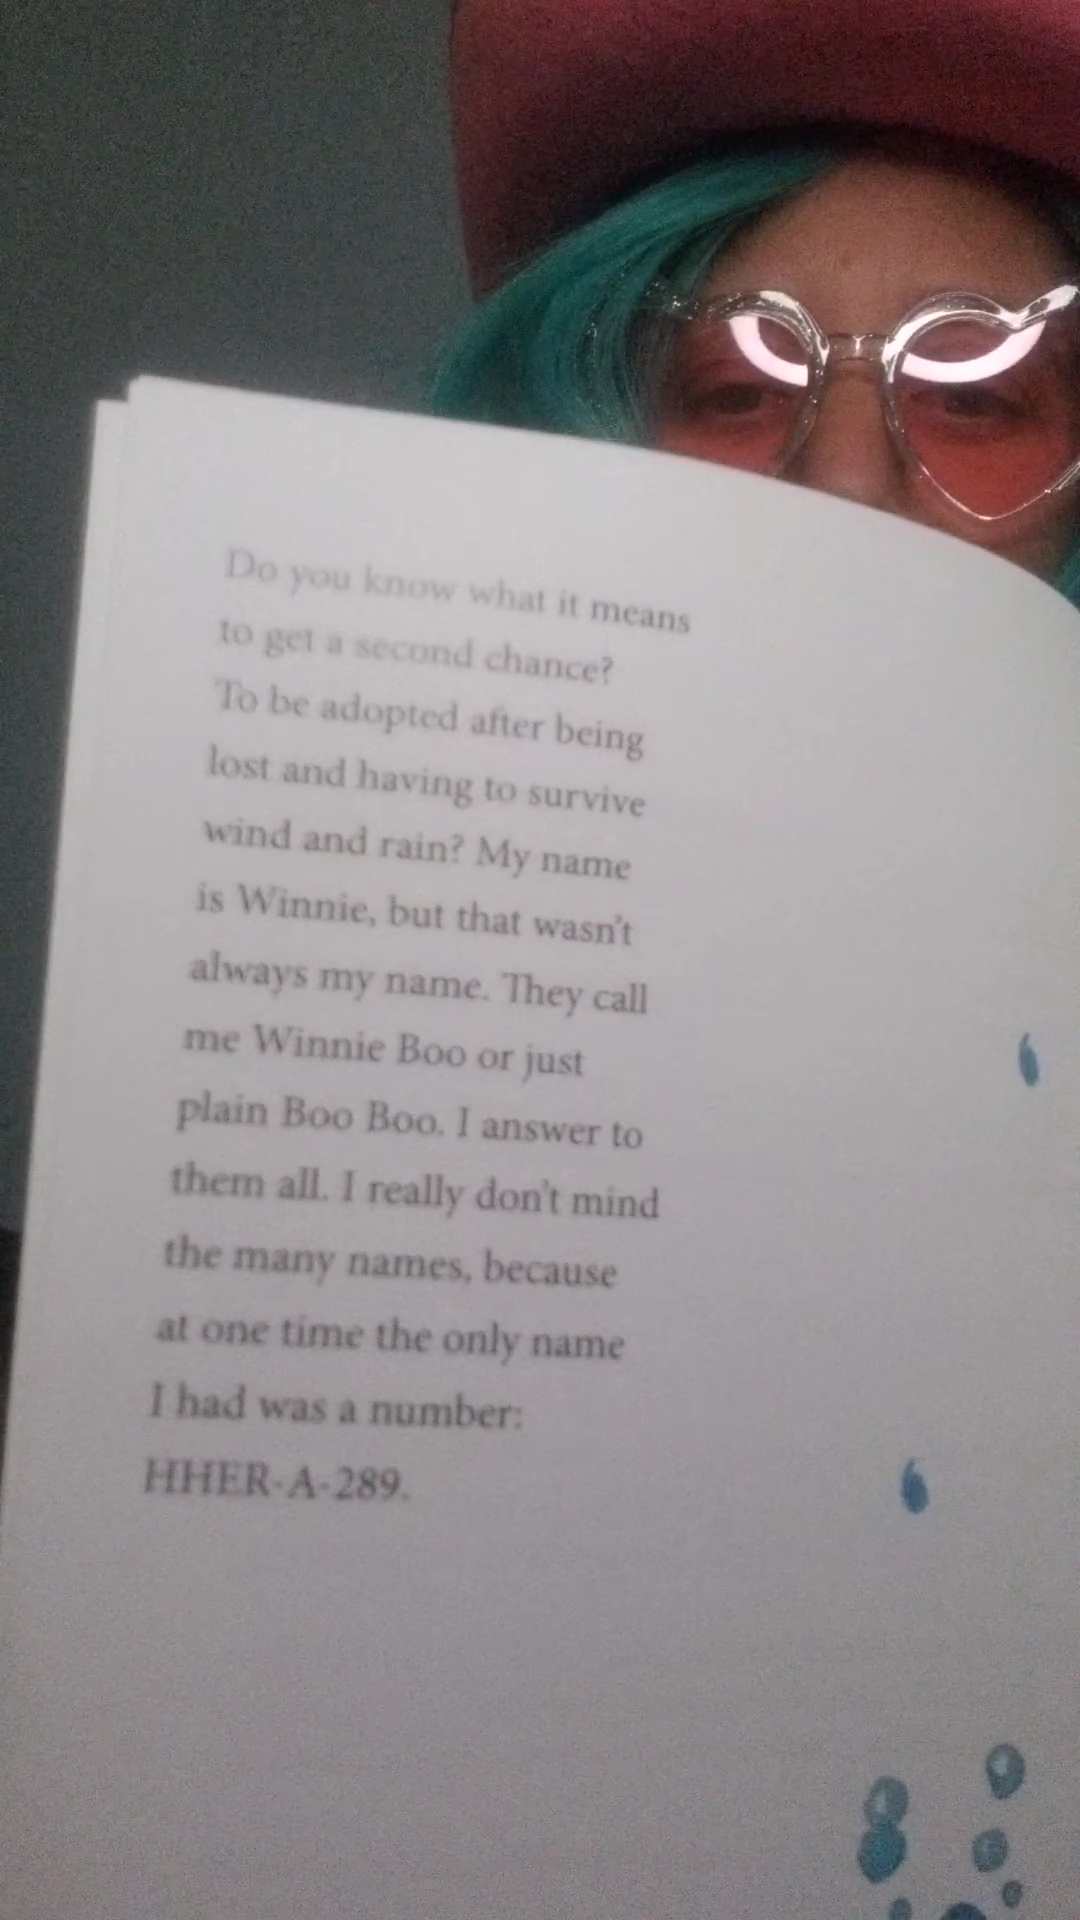 Do you know what it means
to get a second chance?
To be adopted after being
lost and having to survive
wind and rain? My name
is Winnie, but that wasn't
always my name. They call
me Winnie Boo or just
plain Boo Boo. I answer to
them all. I really don't mind
the many names, because
at one time the only name
I had was a number:
HHER-A-289.